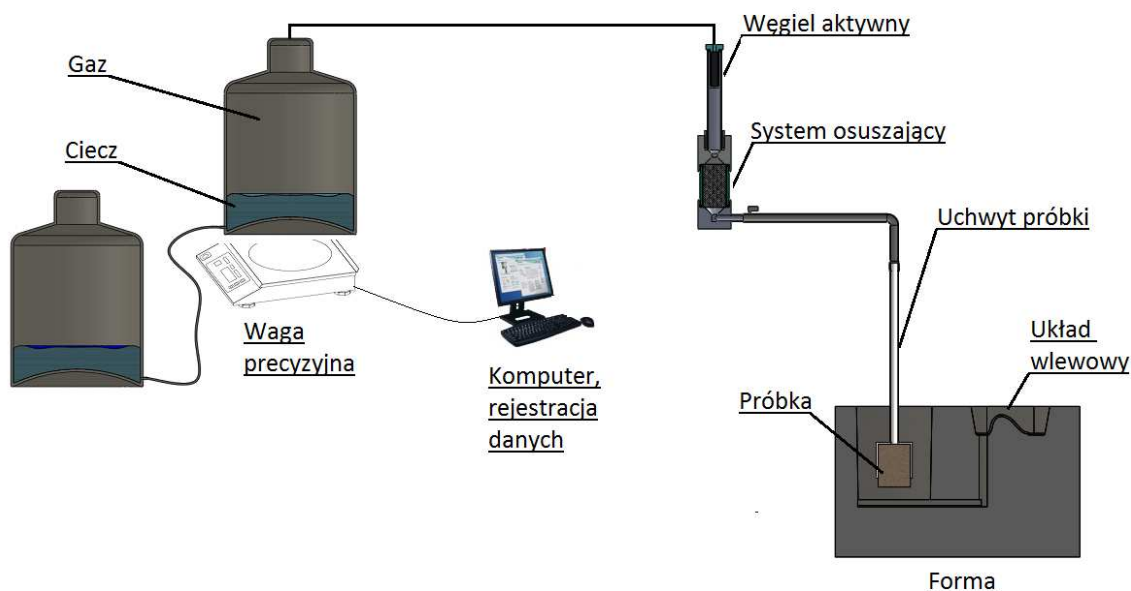 Węgiel aktywny
Gaz
System osuszający
Ciecz
Uchwyt próbki
Waga
precyzyjna
Komputer,
rejestracja
danych
Układ
wlewowy
Próbka
Forma